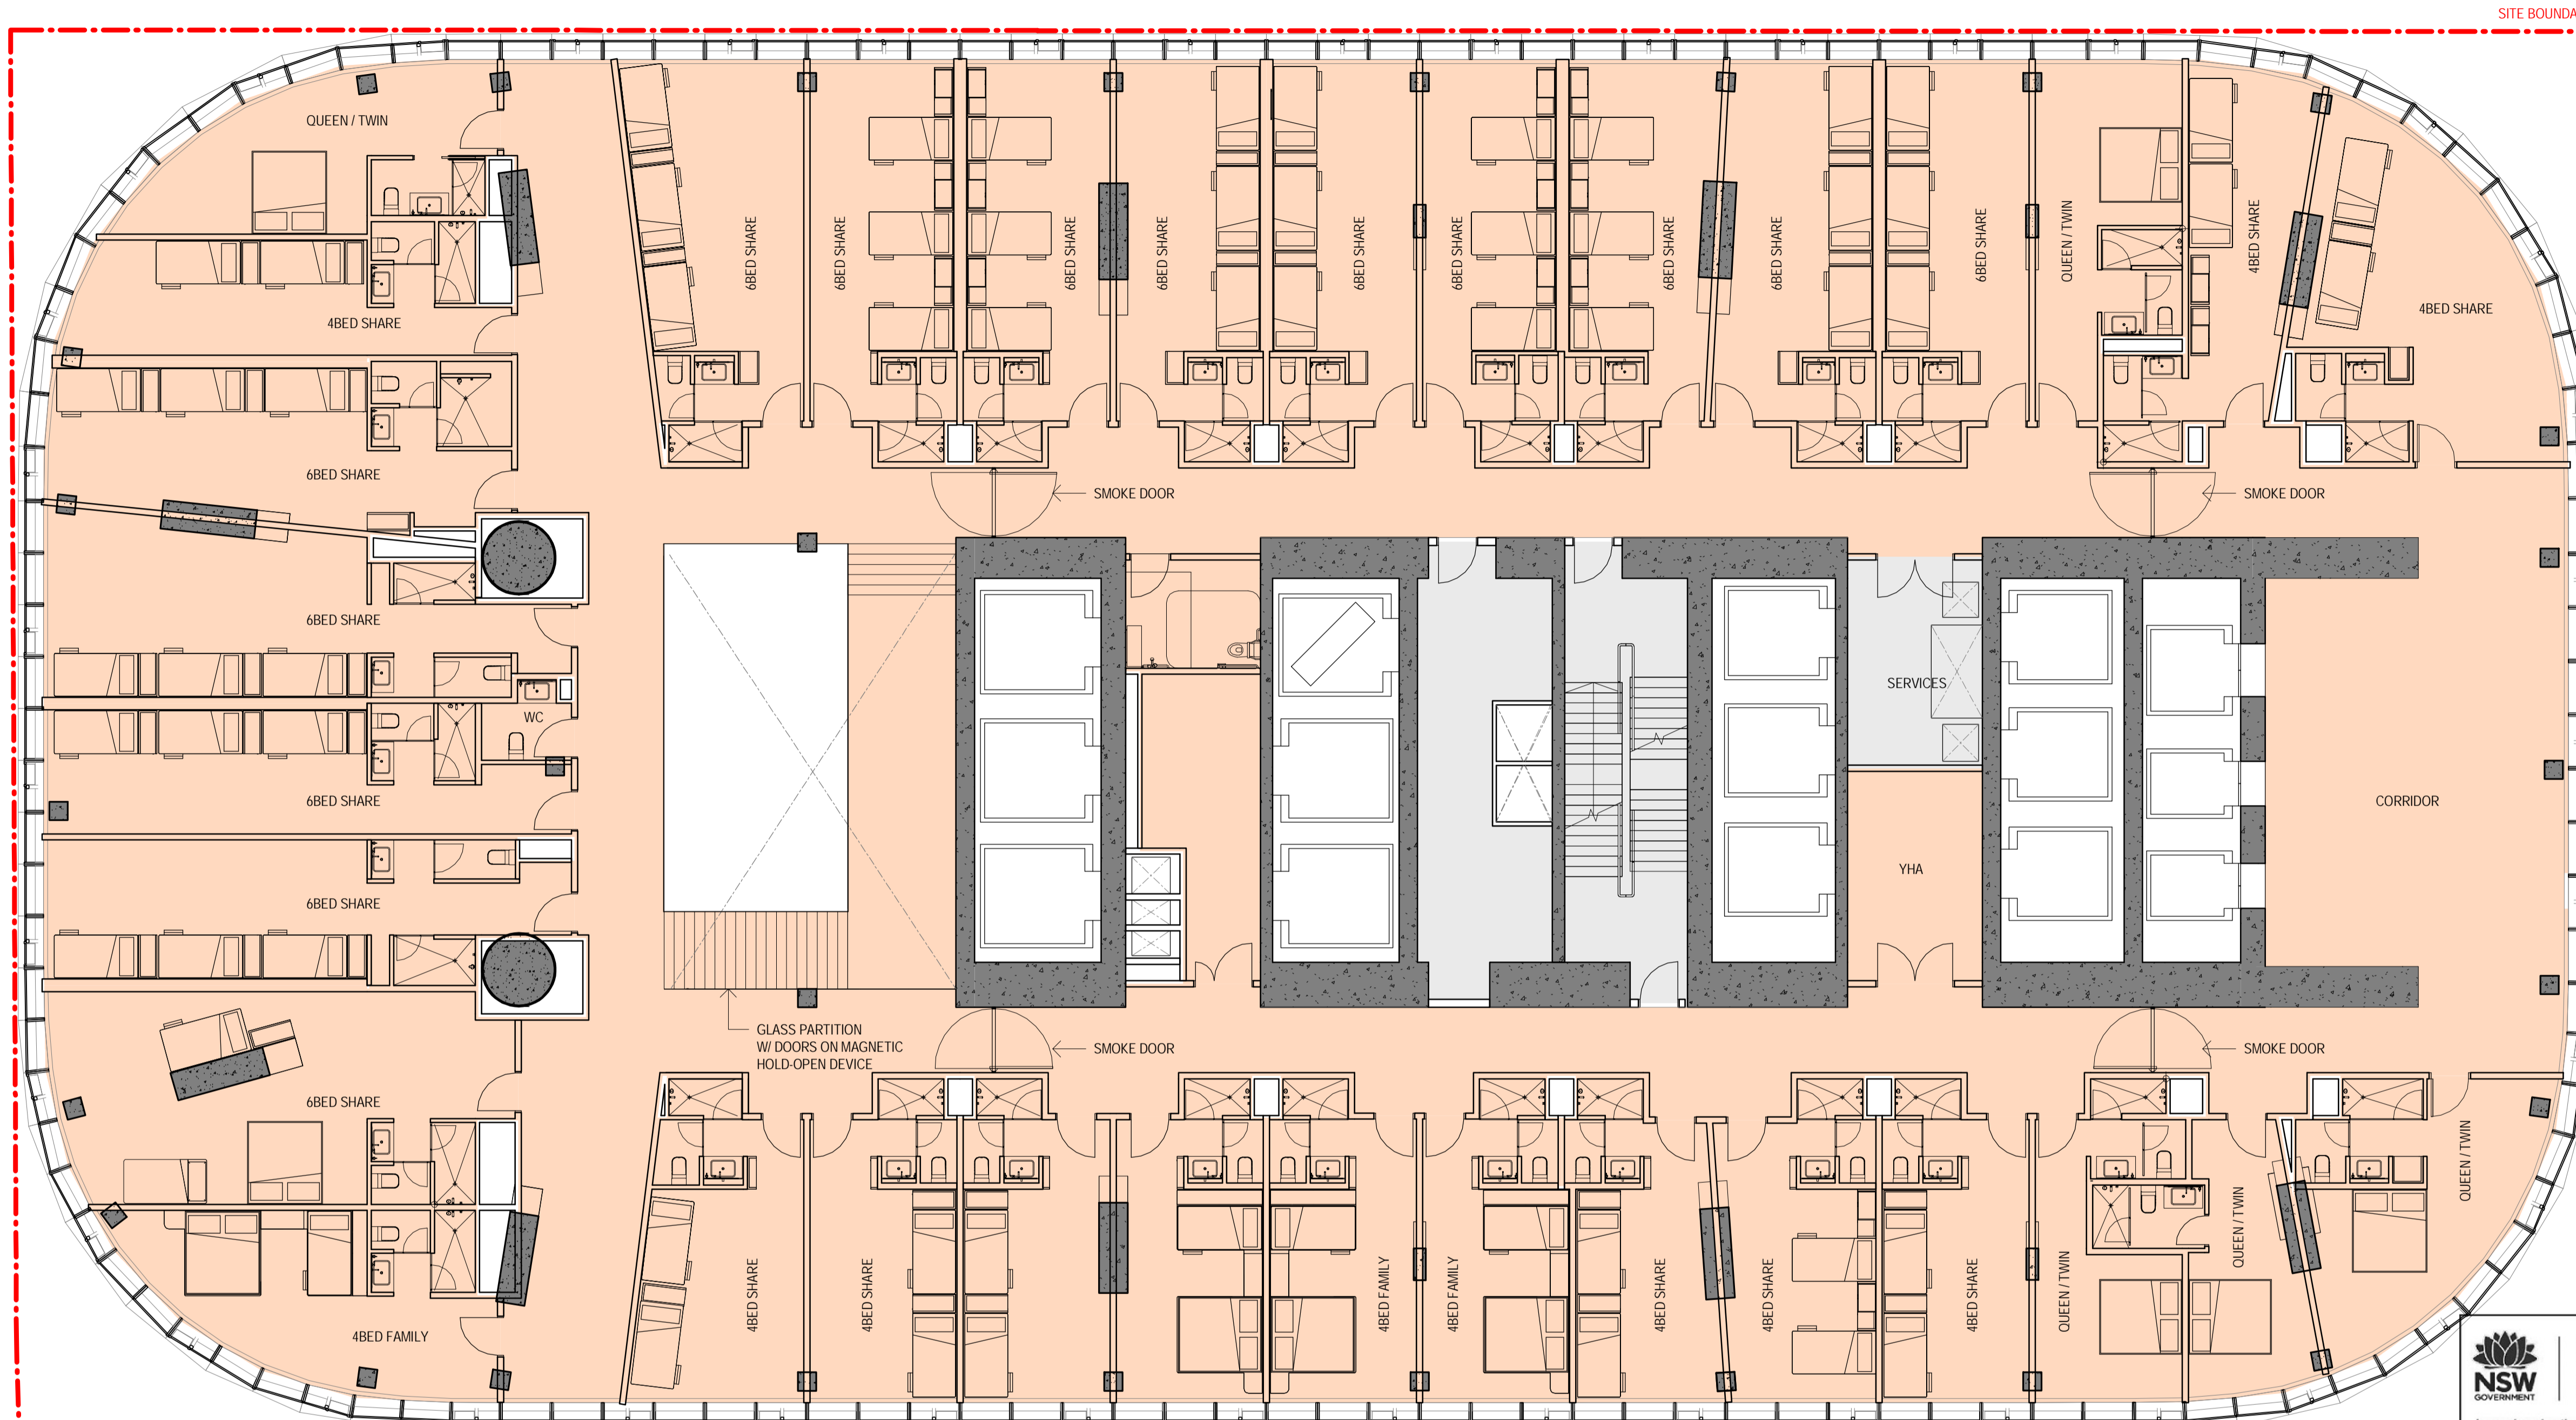 SITE BOUNDA
QUEEN / TWIN
4BED SHARE
6BED SHARE
6BED SHARE
6BED SHARE
6BED SHARE
6BED SHARE
4BED FAMILY
WC
6BED SHARE
6BED SHARE
6BED SHARE
6BED SHARE
6BED SHARE
6BED SHARE
6BED SHARE
6BED SHARE
6BED SHARE
QUEEN / TWIN
4BED SHARE
4BED SHARE
SMOKE DOOR
SMOKE DOOR
SERVICES
YHA
CORRIDOR
GLASS PARTITION
W/ DOORS ON MAGNETIC
HOLD-OPEN DEVICE
SMOKE DOOR
SMOKE DOOR
4BED SHARE
4BED SHARE
4BED FAMILY
4BED FAMILY
4BED SHARE
4BED SHARE
4BED SHARE
QUEEN / TWIN
QUEEN / TWIN
QUEEN / TWIN
NSW
GOVERNMENT